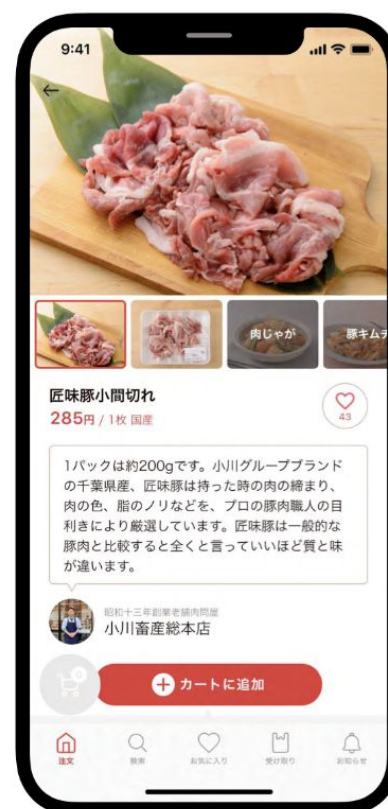 9:41
肉じゃが
豚キムチ
匠味豚小間切れ
285円 / 1枚 国産
43
1パックは約200gです。小川グループブランド
の千葉県産、匠味豚は持った時の肉の締まり、
肉の色、脂のノリなどを、プロの豚肉職人の目
利きにより厳選しています。匠味豚は一般的な
豚肉と比較すると全くと言っていいほど質と味
が違います。
昭和十三年創業老舗肉問屋
小川畜産総本店
0
カートに追加
注文
検索
お気に入り
受け取り
お知らせ